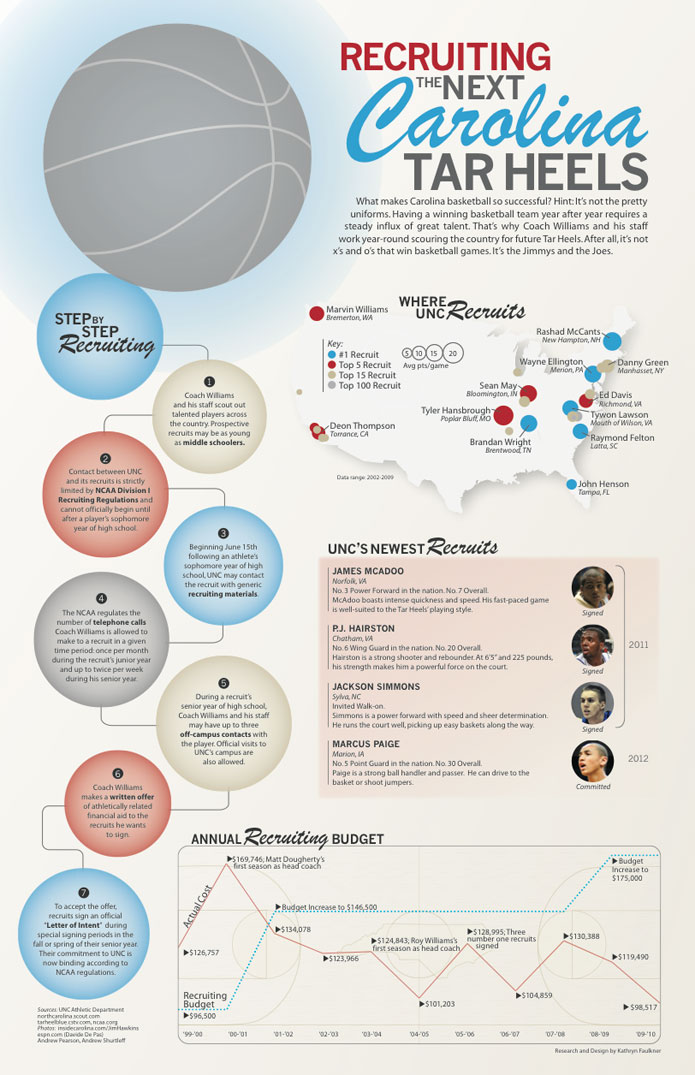 RECRUITING
THE NEXT
Carolina
TAR HEELS
What makes Carolina basketball so successful? Hint: It's not the pretty
uniforms. Having a winning basketball team year after year requires a
steady influx of great talent. That's why Coach Williams and his staff
work year-round scouring the country for future Tar Heels. After all, it's not
x's and o's that win basketball games. It's the Jimmys and the Joes.
STEP BY
STEP
Recruiting
1
Coach Williams
and his staff scout out
talented players across
the country. Prospective
recruits may be as young
as middle schoolers.
2
Contact between UNC
and its recruits is strictly
limited by NCAA Division I
Recruiting Regulations and
cannot officially begin until
after a player's sophomore
year of high school.
3
Beginning June 15th
following an athlete's
sophomore year of high
school, UNC may contact
the recruit with generic
recruiting materials.
4
The NCAA regulates the
number of telephone calls
Coach Williams is allowed to
make to a recruit in a given
time period: once per month
during the recruit's junior year
and up to twice per week
during his senior year.
5
During a recruit's
senior year of high school,
Coach Williams and his staff
may have up to three
off-campus contacts with
the player. Official visits to
UNC's campus are
also allowed.
6
Coach Williams
makes a written offer
of athletically related
financial aid to the
recruits he wants
to sign.
7
To accept the offer,
recruits sign an official
"Letter of Intent" during
special signing periods in the
fall or spring of their senior year.
Their commitment to UNC is
now binding according to
NCAA regulations.
WHERE
UNC Recruits
Marvin Williams
Bremerton, WA
Key:
#1 Recruit
Top 5 Recruit
Top 15 Recruit
Top 100 Recruit
5 10 15 20
Avg pts/game
Rashad McCants
New Hampton, NH
Wayne Ellington
Merion, PA
Danny Green
Manhasset, NY
Sean May
Bloomington, IN
Ed Davis
Richmond, VA
Tyler Hansbrough
Poplar Bluff, MO
Tywon Lawson
Mouth of Wilson, VA
Deon Thompson
Torrance, CA
Brandan Wright
Brentwood, TN
Raymond Felton
Latta, SC
Data range: 2002-2009
John Henson
Tampa, FL
UNC'S NEWEST Recruits
JAMES MCADOO
Norfolk, VA
No. 3 Power Forward in the nation. No. 7 Overall.
McAdoo boasts intense quickness and speed. His fast-paced game
is well-suited to the Tar Heels' playing style.
Signed
P.J. HAIRSTON
Chatham, VA
No. 6 Wing Guard in the nation. No. 20 Overall.
Hairston is a strong shooter and rebounder. At 6'5" and 225 pounds,
his strength makes him a powerful force on the court.
Signed
2011
JACKSON SIMMONS
Sylva, NC
Invited Walk-on.
Simmons is a power forward with speed and sheer determination.
He runs the court well, picking up easy baskets along the way.
Signed
MARCUS PAIGE
Marion, IA
No. 5 Point Guard in the nation. No. 30 Overall.
Paige is a strong ball handler and passer. He can drive to the
basket or shoot jumpers.
Committed
2012
ANNUAL Recruiting BUDGET
$169,746; Matt Dougherty's
first season as head coach
Budget
Increase to
$175,000
Actual Cost
Budget Increase to $146,500
$134,078
$126,757
$123,966
$124,843; Roy Williams's
first season as head coach
$128,995; Three
number one recruits
signed
$130,388
$119,490
Recruiting
Budget
$96,500
$101,203
$104,859
$98,517
'99-'00 '00-'01 '01-'02 '02-'03 '03-'04 '04-'05 '05-'06 '06-'07 '07-'08 '08-'09 '09-'10
Sources: UNC Athletic Department
northcarolina.scout.com
tarheelblue.cstv.com, ncaa.org
Photos: insidecarolina.com/JimHawkins
espn.com (Davide De Pas)
Andrew Pearson, Andrew Shurtleff
Research and Design by Kathryn Faulkner